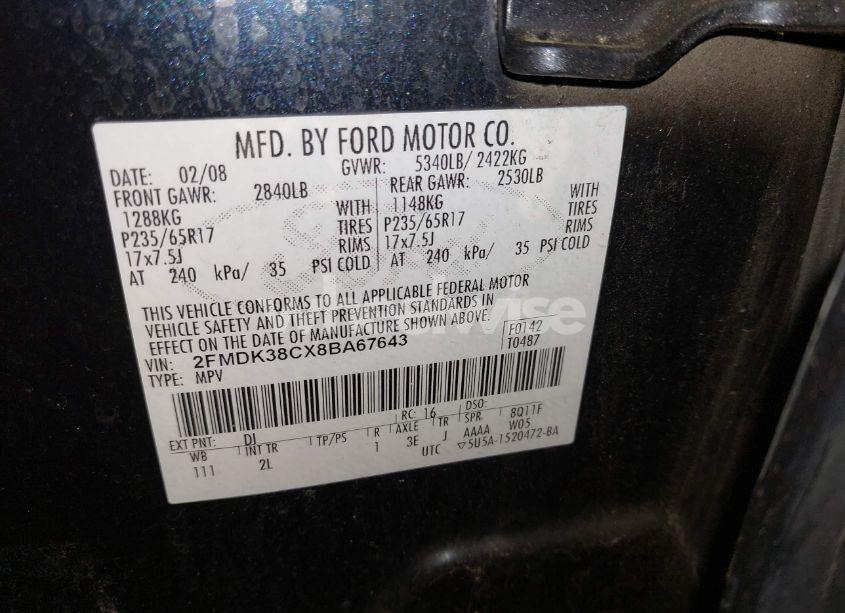 MFD. BY FORD MOTOR CO.
DATE: 02/08 GVWR: 5340LB/ 2422KG
FRONT GAWR: 2840LB REAR GAWR: 2530LB
1288KG WITH 1148KG WITH
P235/65R17 TIRES P235/65R17 TIRES
17x7.5J RIMS 17x7.5J RIMS
AT 240 kPa/ 35 PSI COLD AT 240 kPa/ 35 PSI COLD
THIS VEHICLE CONFORMS TO ALL APPLICABLE FEDERAL MOTOR
VEHICLE SAFETY AND THEFT PREVENTION STANDARDS IN
EFFECT ON THE DATE OF MANUFACTURE SHOWN ABOVE.
VIN: 2FMDK38CX8BA67643 F0142
TYPE: MPV T0487
RC: 16 DSO:
EXT PNT: DJ 8Q11F
WB INT TR TP/PS R AXLE TR SPR W05
111 2L 1 3E J AAAA
UTC ▽5U5A-1520472-BA